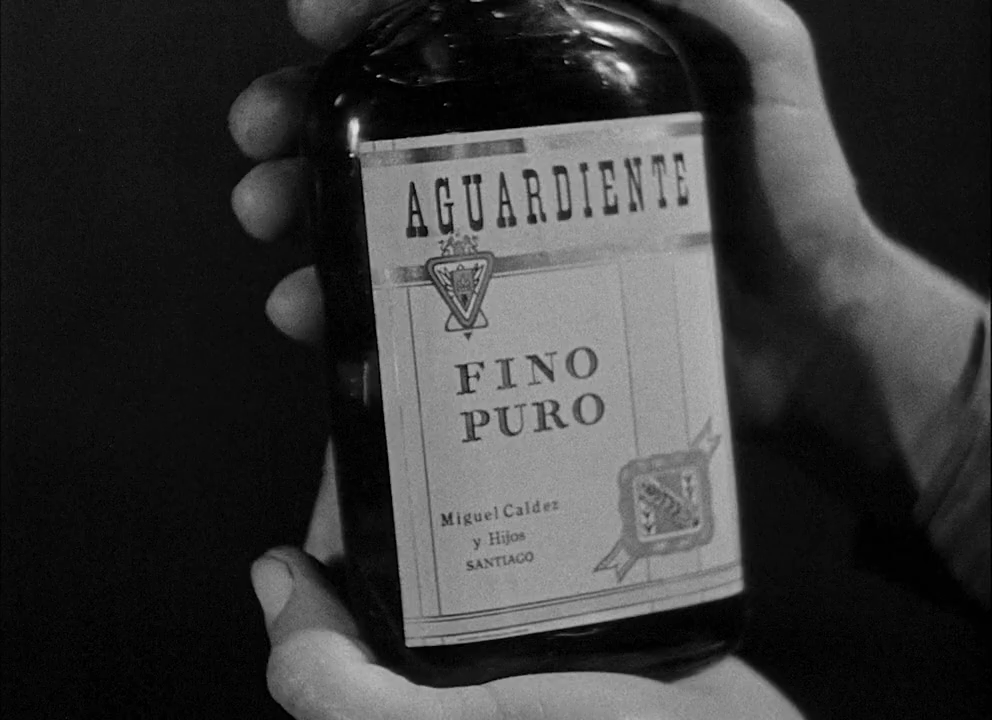 AGUARDIENTE
FINO
PURO
Miguel Caldez
y Hijos
SANTIAGO